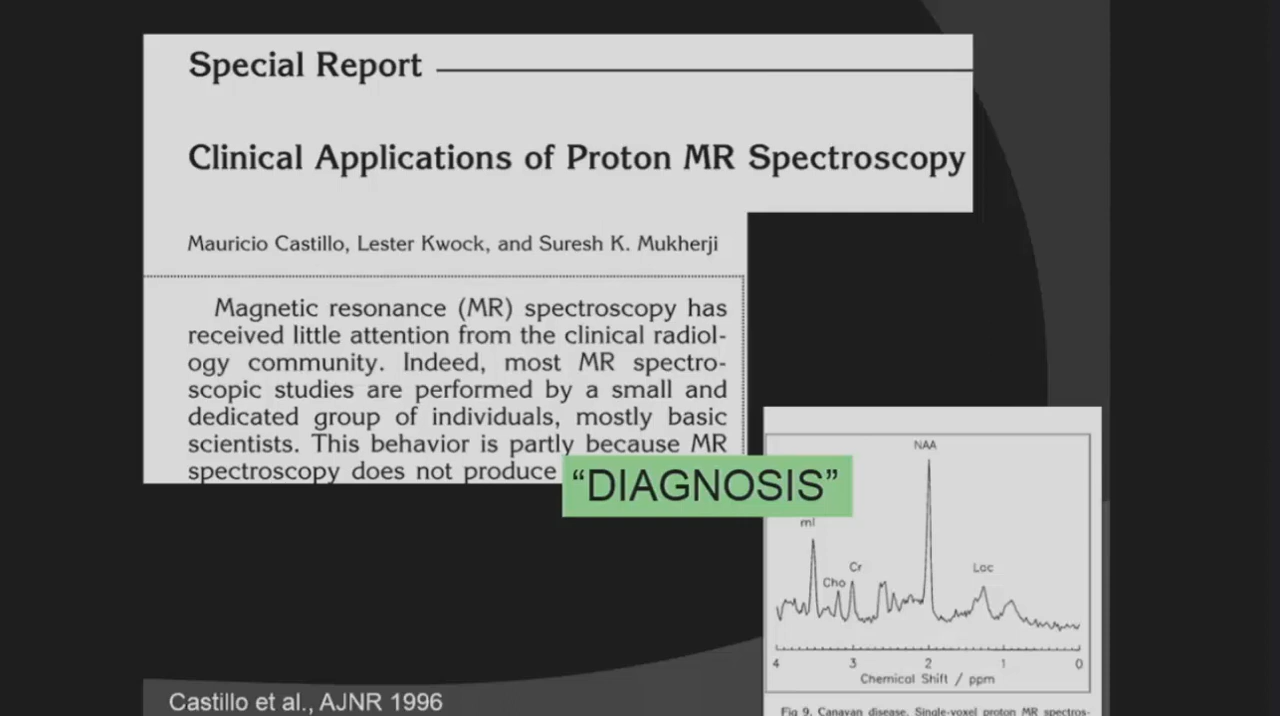 Special Report
Clinical Applications of Proton MR Spectroscopy
Mauricio Castillo, Lester Kwock, and Suresh K. Mukherji
Magnetic resonance (MR) spectroscopy has
received little attention from the clinical radiol-
ogy community. Indeed, most MR spectro-
scopic studies are performed by a small and
dedicated group of individuals, mostly basic
scientists. This behavior is partly because MR
spectroscopy does not produce
“DIAGNOSIS”
NAA
mI
Cho
Cr
Lac
4 3 2 1 0
Chemical Shift / ppm
Fig 9. Canavan disease. Single-voxel proton MR spectros-
Castillo et al., AJNR 1996